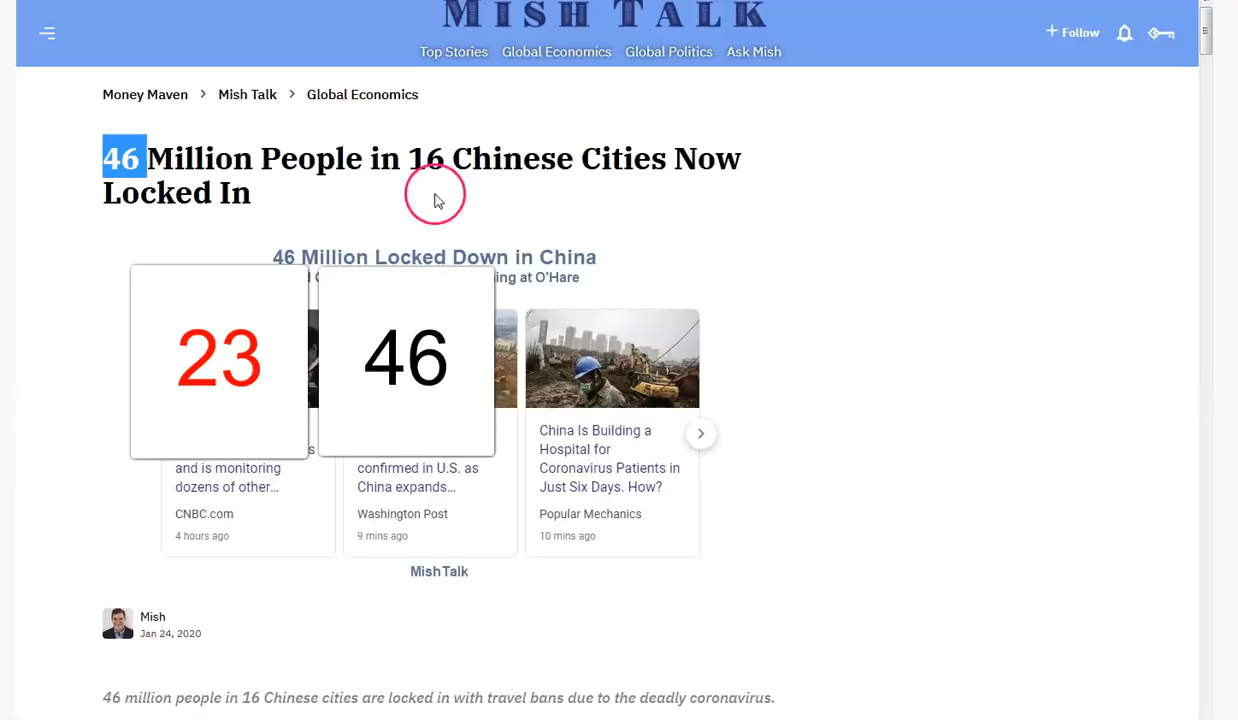 MISH TALK
Follow
Top Stories Global Economics Global Politics Ask Mish
Money Maven > Mish Talk > Global Economics
46 Million People in 16 Chinese Cities Now
Locked In
46 Million Locked Down in China
ing at O'Hare
23
46
and is monitoring
dozens of other...
CNBC.com
4 hours ago
confirmed in U.S. as
China expands...
Washington Post
9 mins ago
China Is Building a
Hospital for
Coronavirus Patients in
Just Six Days. How?
Popular Mechanics
10 mins ago
MishTalk
Mish
Jan 24, 2020
46 million people in 16 Chinese cities are locked in with travel bans due to the deadly coronavirus.